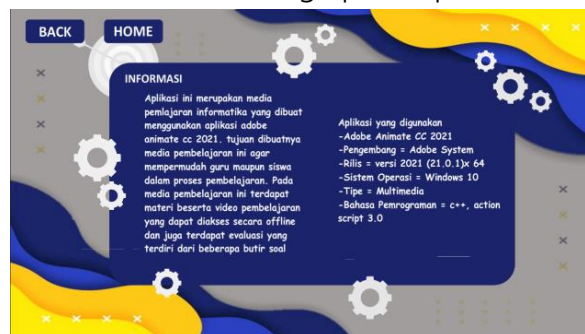 BACK
HOME
INFORMASI
Aplikasi ini merupakan media
pemlajaran informatika yang dibuat
menggunakan aplikasi adobe
animate cc 2021. tujuan dibuatnya
media pembelajaran ini agar
mempermudah guru maupun siswa
dalam proses pembelajaran. Pada
media pembelajaran ini terdapat
materi beserta video pembelajaran
yang dapat diakses secara offline
dan juga terdapat evaluasi yang
terdiri dari beberapa butir soal
Aplikasi yang digunakan
-Adobe Animate CC 2021
-Pengembang = Adobe System
-Rilis = versi 2021 (21.0.1)x 64
-Sistem Operasi = Windows 10
-Tipe = Multimedia
-Bahasa Pemrograman = c++, action
script 3.0